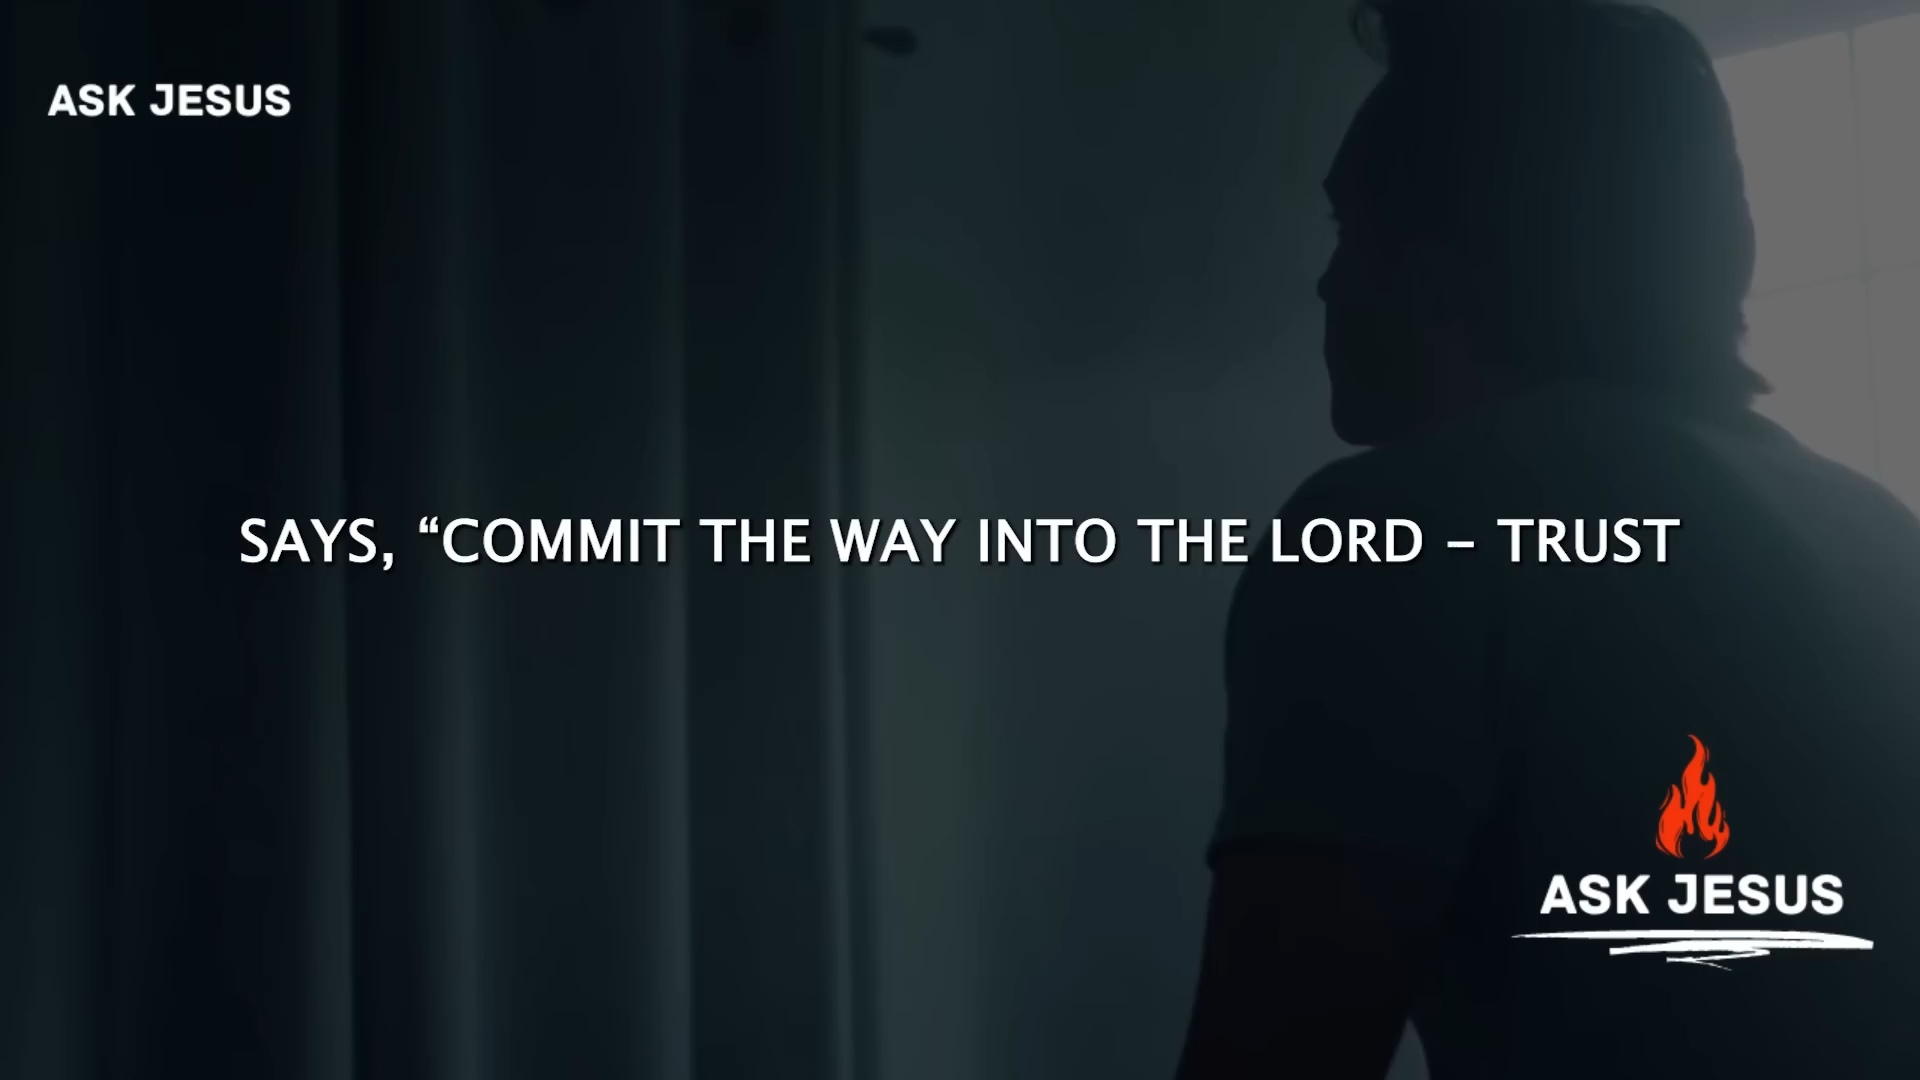 ASK JESUS
SAYS, “COMMIT THE WAY INTO THE LORD – TRUST
ASK JESUS